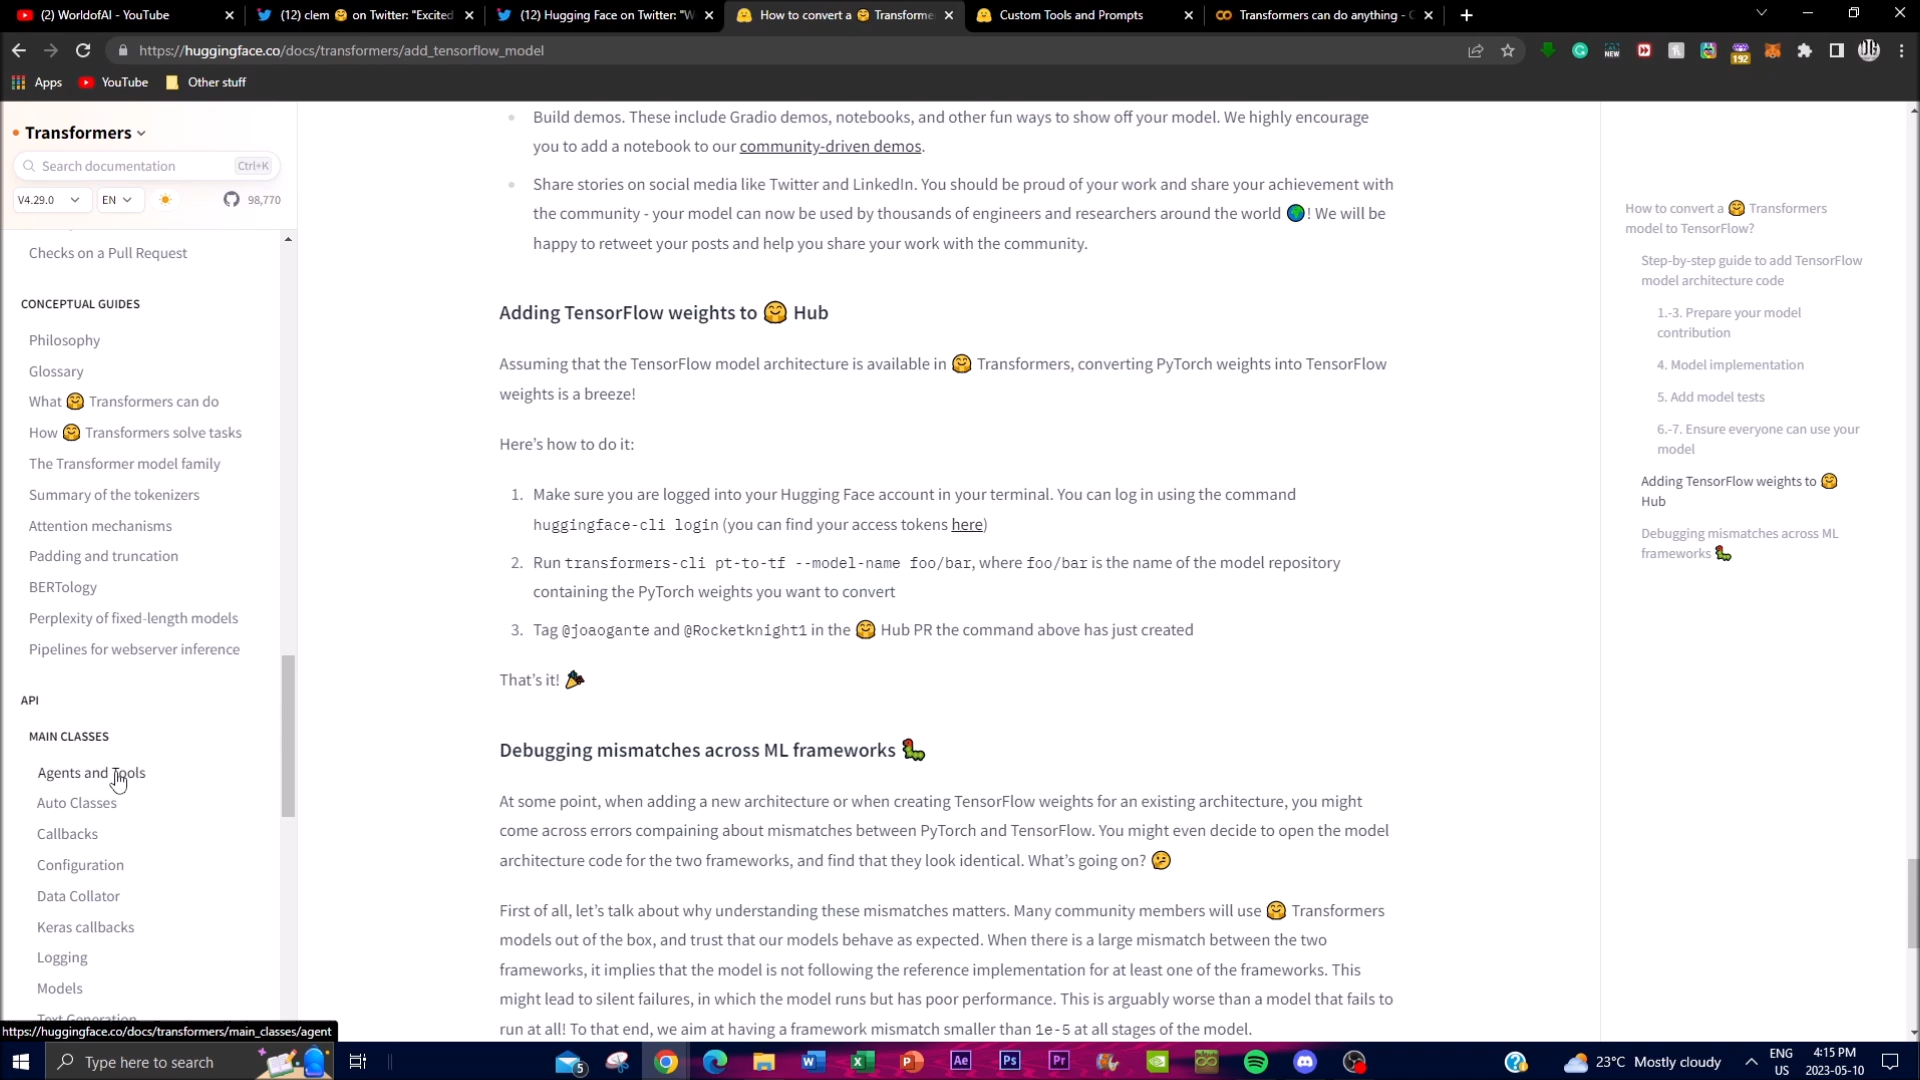 (2) WorldofAI - YouTube
(12) clem 🤗 on Twitter: "Excited
(12) Hugging Face on Twitter: "W
How to convert a 🤗 Transforme
Custom Tools and Prompts
Transformers can do anything - C
https://huggingface.co/docs/transformers/add_tensorflow_model
NEW
192
Apps
YouTube
Other stuff
Transformers
Search documentation
Ctrl+K
V4.29.0
EN
98,770
Checks on a Pull Request
CONCEPTUAL GUIDES
Philosophy
Glossary
What 🤗 Transformers can do
How 🤗 Transformers solve tasks
The Transformer model family
Summary of the tokenizers
Attention mechanisms
Padding and truncation
BERTology
Perplexity of fixed-length models
Pipelines for webserver inference
API
MAIN CLASSES
Agents and Tools
Auto Classes
Callbacks
Configuration
Data Collator
Keras callbacks
Logging
Models
Text Generation
https://huggingface.co/docs/transformers/main_classes/agent
Build demos. These include Gradio demos, notebooks, and other fun ways to show off your model. We highly encourage
you to add a notebook to our community-driven demos.
Share stories on social media like Twitter and LinkedIn. You should be proud of your work and share your achievement with
the community - your model can now be used by thousands of engineers and researchers around the world 🌍! We will be
happy to retweet your posts and help you share your work with the community.
Adding TensorFlow weights to 🤗 Hub
Assuming that the TensorFlow model architecture is available in 🤗 Transformers, converting PyTorch weights into TensorFlow
weights is a breeze!
Here's how to do it:
1. Make sure you are logged into your Hugging Face account in your terminal. You can log in using the command
huggingface-cli login (you can find your access tokens here)
2. Run transformers-cli pt-to-tf --model-name foo/bar, where foo/bar is the name of the model repository
containing the PyTorch weights you want to convert
3. Tag @joaogante and @Rocketknight1 in the 🤗 Hub PR the command above has just created
That's it! 🎉
Debugging mismatches across ML frameworks 🐛
At some point, when adding a new architecture or when creating TensorFlow weights for an existing architecture, you might
come across errors compaining about mismatches between PyTorch and TensorFlow. You might even decide to open the model
architecture code for the two frameworks, and find that they look identical. What's going on? 🤔
First of all, let's talk about why understanding these mismatches matters. Many community members will use 🤗 Transformers
models out of the box, and trust that our models behave as expected. When there is a large mismatch between the two
frameworks, it implies that the model is not following the reference implementation for at least one of the frameworks. This
might lead to silent failures, in which the model runs but has poor performance. This is arguably worse than a model that fails to
run at all! To that end, we aim at having a framework mismatch smaller than 1e-5 at all stages of the model.
How to convert a 🤗 Transformers
model to TensorFlow?
Step-by-step guide to add TensorFlow
model architecture code
1.-3. Prepare your model
contribution
4. Model implementation
5. Add model tests
6.-7. Ensure everyone can use your
model
Adding TensorFlow weights to 🤗
Hub
Debugging mismatches across ML
frameworks 🐛
Type here to search
5
Ae
Ps
Pr
23°C Mostly cloudy
ENG
US
4:15 PM
2023-05-10